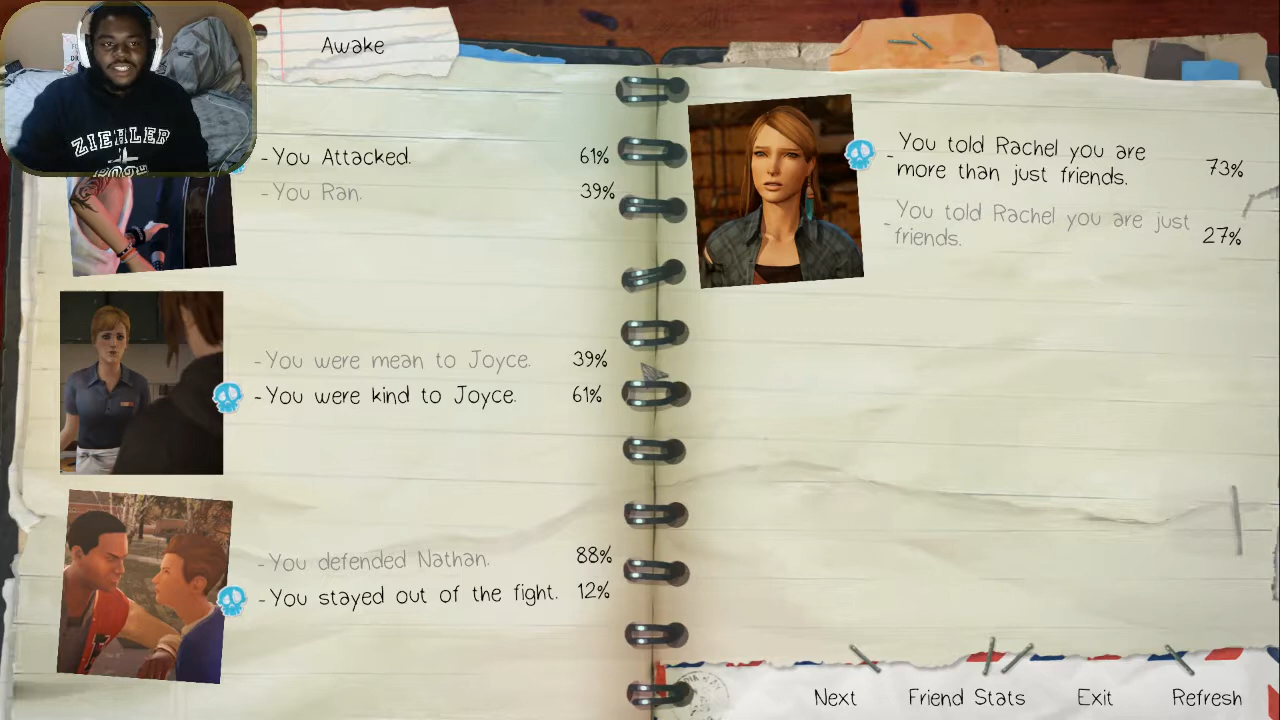 Awake
ZIEHLER
- You Attacked. 61%
- You Ran. 39%
- You were mean to Joyce. 39%
- You were kind to Joyce. 61%
- You defended Nathan. 88%
- You stayed out of the fight. 12%
- You told Rachel you are
more than just friends. 73%
- You told Rachel you are just
friends. 27%
Next Friend Stats Exit Refresh